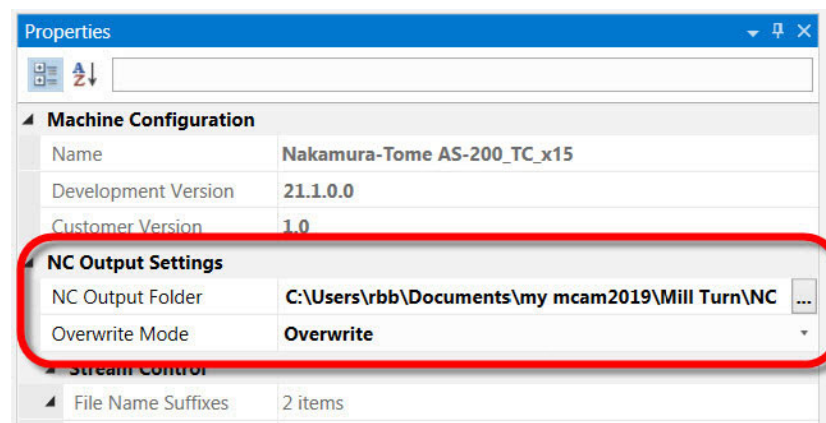 Properties
Machine Configuration
Name Nakamura-Tome AS-200_TC_x15
Development Version 21.1.0.0
Customer Version 1.0
NC Output Settings
NC Output Folder C:\Users\rbb\Documents\my mcam2019\Mill Turn\NC ...
Overwrite Mode Overwrite
Stream Control
File Name Suffixes 2 items